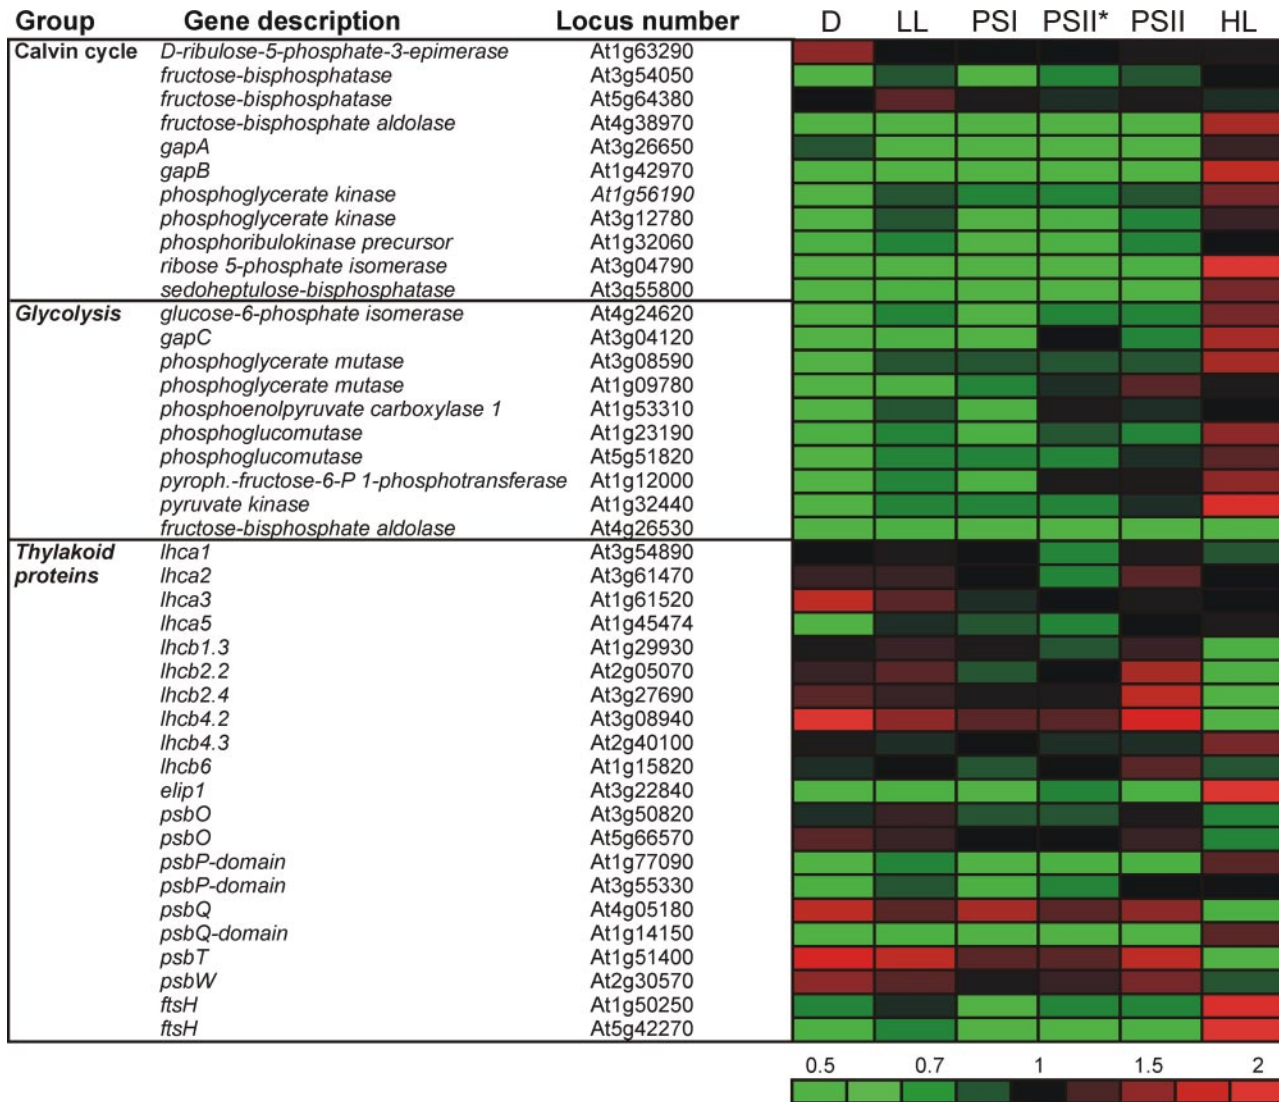 Group Gene description Locus number D LL PSI PSII* PSII HL
Calvin cycle D-ribulose-5-phosphate-3-epimerase At1g63290
fructose-bisphosphatase At3g54050
fructose-bisphosphatase At5g64380
fructose-bisphosphate aldolase At4g38970
gapA At3g26650
gapB At1g42970
phosphoglycerate kinase At1g56190
phosphoglycerate kinase At3g12780
phosphoribulokinase precursor At1g32060
ribose 5-phosphate isomerase At3g04790
sedoheptulose-bisphosphatase At3g55800
Glycolysis glucose-6-phosphate isomerase At4g24620
gapC At3g04120
phosphoglycerate mutase At3g08590
phosphoglycerate mutase At1g09780
phosphoenolpyruvate carboxylase 1 At1g53310
phosphoglucomutase At1g23190
phosphoglucomutase At5g51820
pyroph.-fructose-6-P 1-phosphotransferase At1g12000
pyruvate kinase At1g32440
fructose-bisphosphate aldolase At4g26530
Thylakoid lhca1 At3g54890
proteins lhca2 At3g61470
lhca3 At1g61520
lhca5 At1g45474
lhcb1.3 At1g29930
lhcb2.2 At2g05070
lhcb2.4 At3g27690
lhcb4.2 At3g08940
lhcb4.3 At2g40100
lhcb6 At1g15820
elip1 At3g22840
psbO At3g50820
psbO At5g66570
psbP-domain At1g77090
psbP-domain At3g55330
psbQ At4g05180
psbQ-domain At1g14150
psbT At1g51400
psbW At2g30570
ftsH At1g50250
ftsH At5g42270
0.5 0.7 1 1.5 2